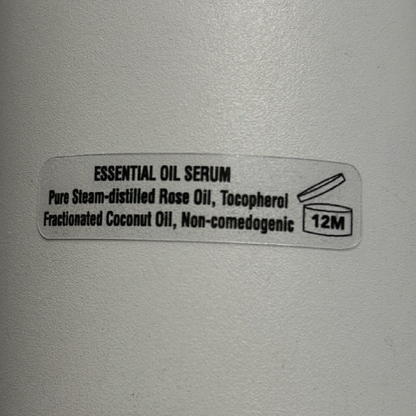 ESSENTIAL OIL SERUM
Pure Steam-distilled Rose Oil, Tocopherol
Fractionated Coconut Oil, Non-comedogenic
12M